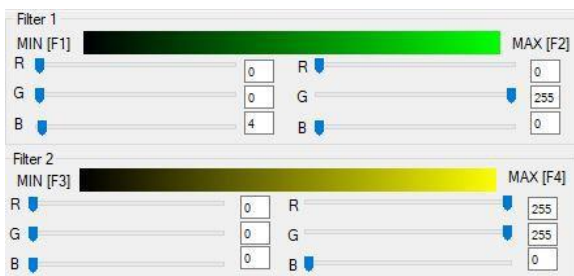 Filter 1
MIN [F1] MAX [F2]
R 0 R 0
G 0 G 255
B 4 B 0
Filter 2
MIN [F3] MAX [F4]
R 0 R 255
G 0 G 255
B 0 B 0